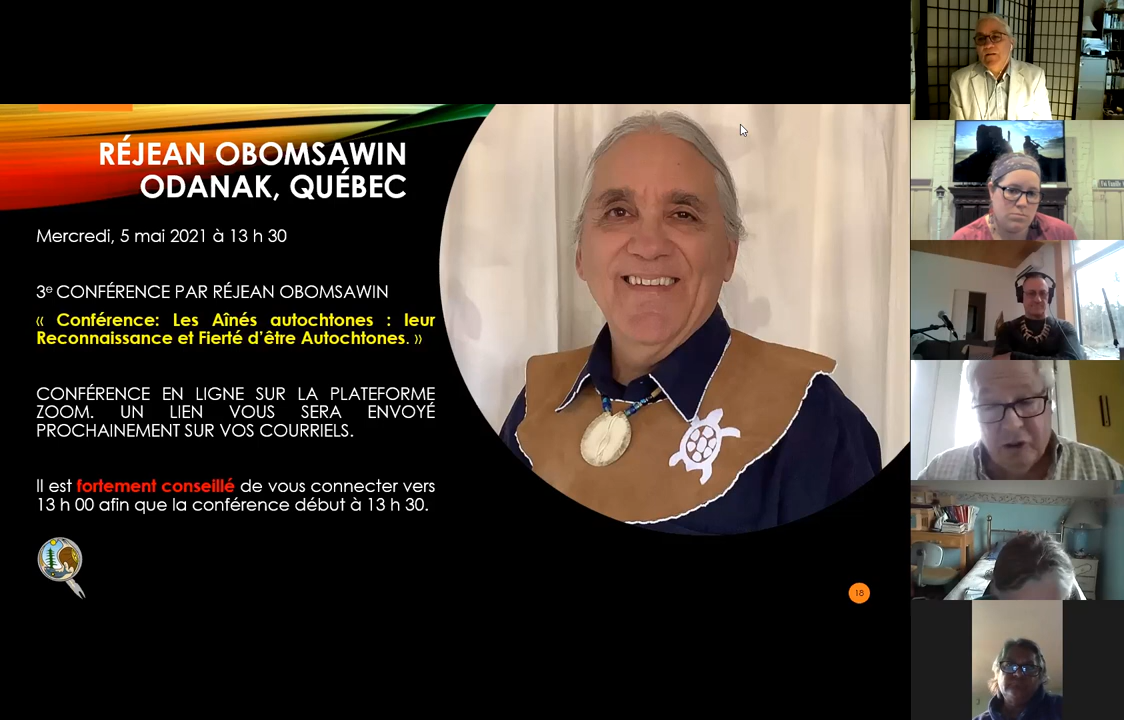 RÉJEAN OBOMSAWIN
ODANAK, QUÉBEC
Mercredi, 5 mai 2021 à 13 h 30
3e CONFÉRENCE PAR RÉJEAN OBOMSAWIN
« Conférence: Les Aînés autochtones : leur
Reconnaissance et Fierté d'être Autochtones. »
CONFÉRENCE EN LIGNE SUR LA PLATEFORME
ZOOM. UN LIEN VOUS SERA ENVOYÉ
PROCHAINEMENT SUR VOS COURRIELS.
Il est fortement conseillé de vous connecter vers
13 h 00 afin que la conférence début à 13 h 30.
18